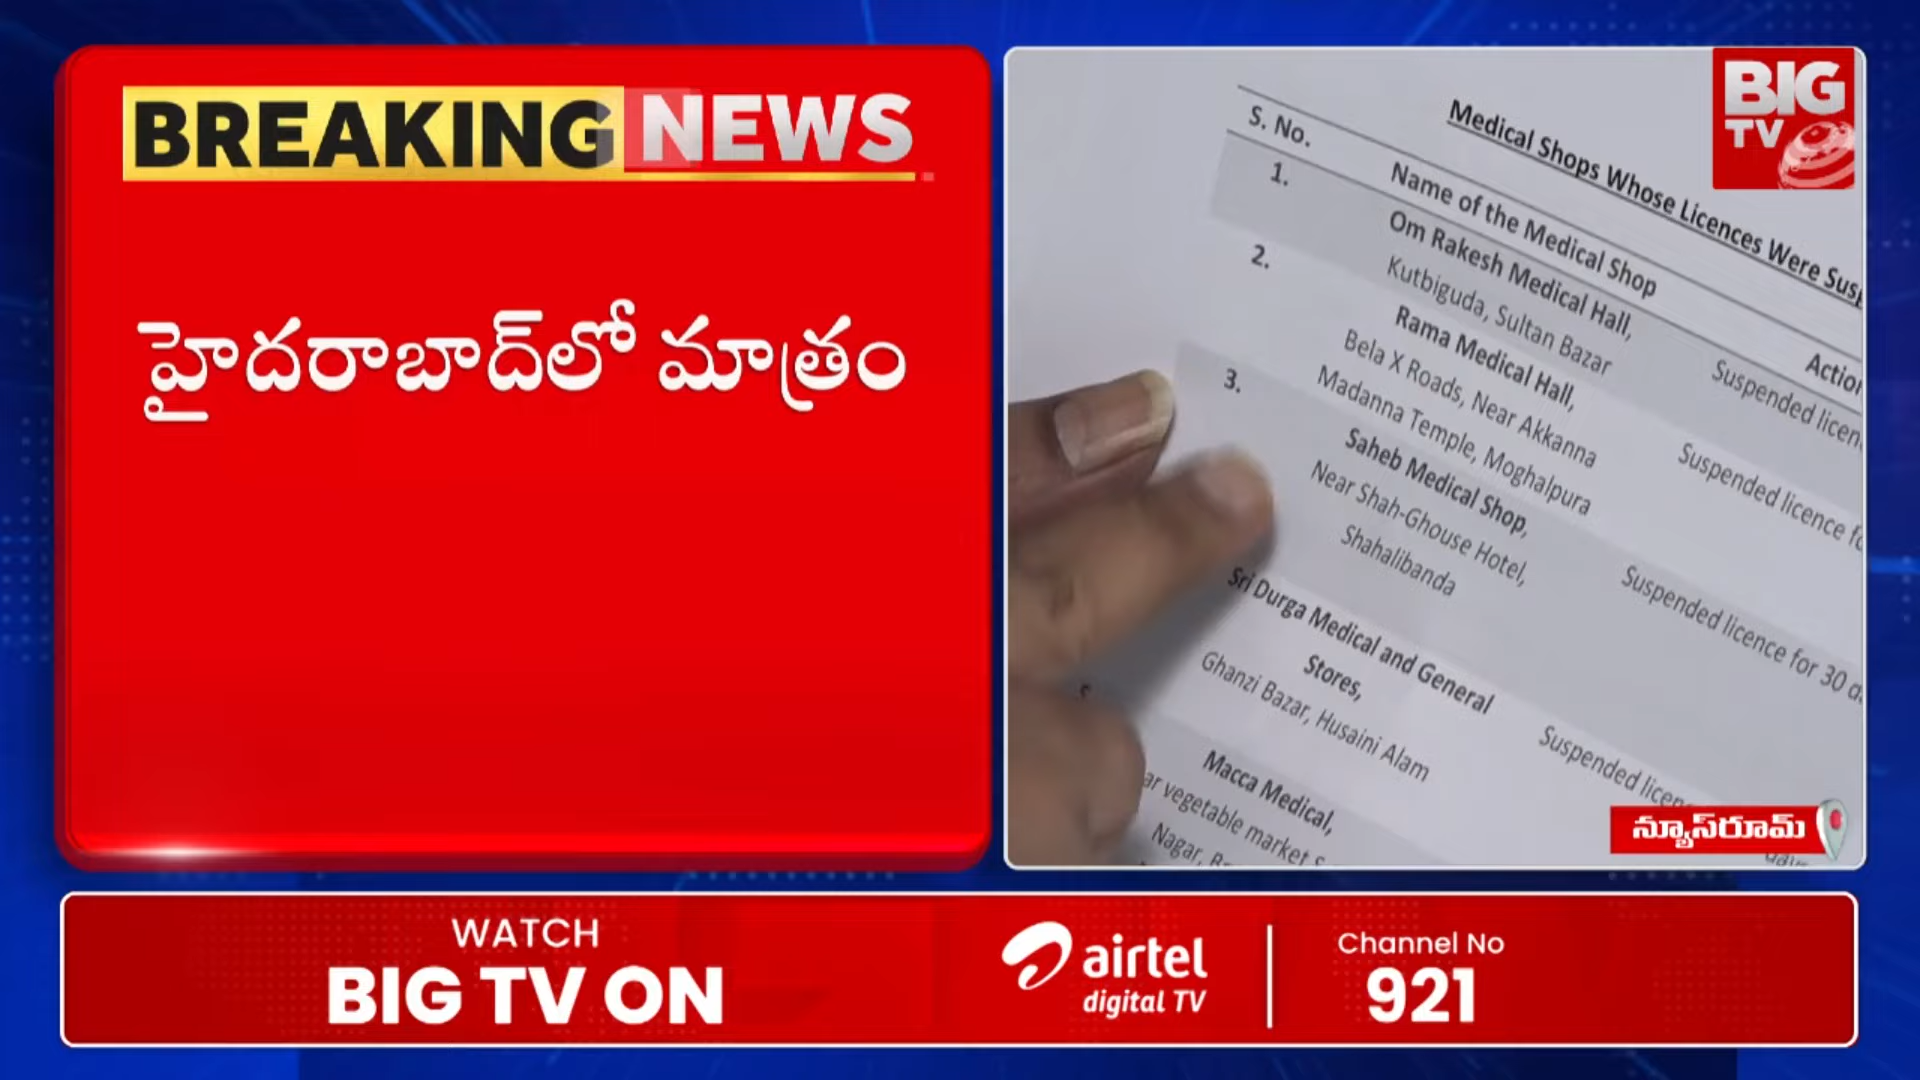 BREAKING NEWS
హైదరాబాద్‌లో మాత్రం
BIG
TV
Medical Shops Whose Licences Were
S. No.
Name of the Medical Shop
1.
Om Rakesh Medical Hall,
Kutbiguda, Sultan Bazar
Suspended
2.
Rama Medical Hall,
Bela X Roads, Near Akkanna
Madanna Temple, Moghalpura
Suspended licence
3.
Saheb Medical Shop,
Near Shah-Ghouse Hotel,
Shahalibanda
Suspended licence for 30
Sri Durga Medical and General
Stores,
Ghanzi Bazar, Husaini Alam
Suspended
Macca Medical,
vegetable market
Nagar,
న్యూస్‌రూమ్
WATCH
BIG TV ON
airtel
digital TV
Channel No
921